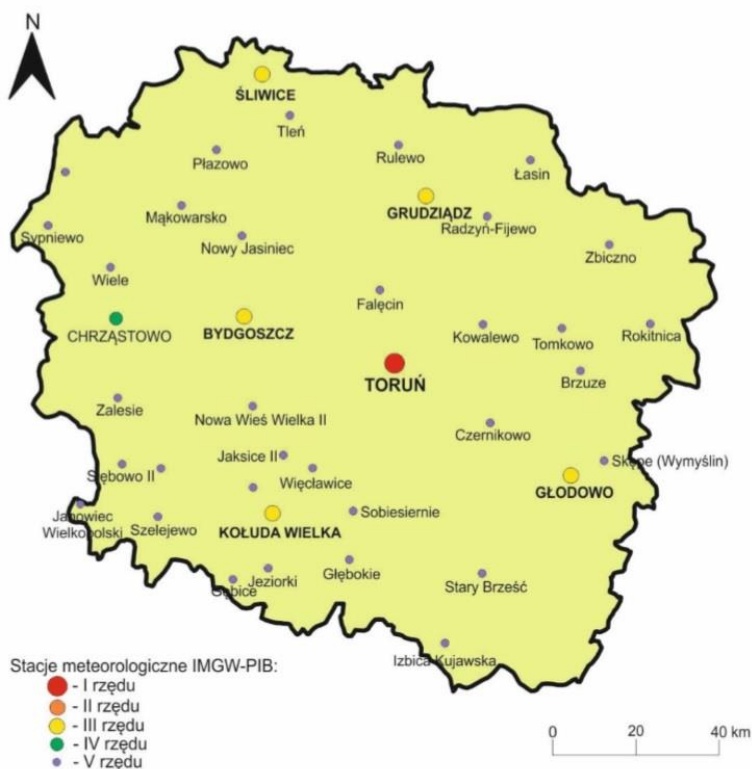 N
ŚLIWICE
Tleń
Płazowo
Rulewo
Łasin
GRUDZIĄDZ
Mąkowarsko
Radzyń-Fijewo
Sypniewo
Nowy Jasiniec
Zbiczno
Wiele
Falęcin
CHRZĄSTOWO
BYDGOSZCZ
Kowalewo
Tomkowo
Rokitnica
TORUŃ
Brzuze
Zalesie
Nowa Wieś Wielka II
Czernikowo
Jaksice II
Skępe (Wymyślin)
Ślębowo II
Więcławice
GŁODOWO
Janowiec
Wielkopolski
Szelejewo
KOŁUDA WIELKA
Sobiesiernie
Głębokie
Jeziorki
Gębice
Stary Brześć
Izbica Kujawska
Stacje meteorologiczne IMGW-PIB:
- I rzędu
- II rzędu
- III rzędu
- IV rzędu
- V rzędu
0 20 40 km